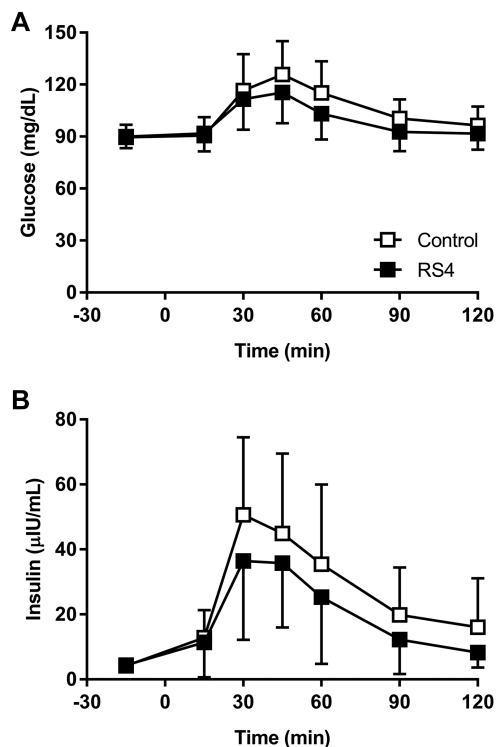 A
Glucose (mg/dL)
150
120
90
60
30
0
Control
RS4
-30 0 30 60 90 120
Time (min)
B
Insulin (μIU/mL)
80
60
40
20
0
-30 0 30 60 90 120
Time (min)